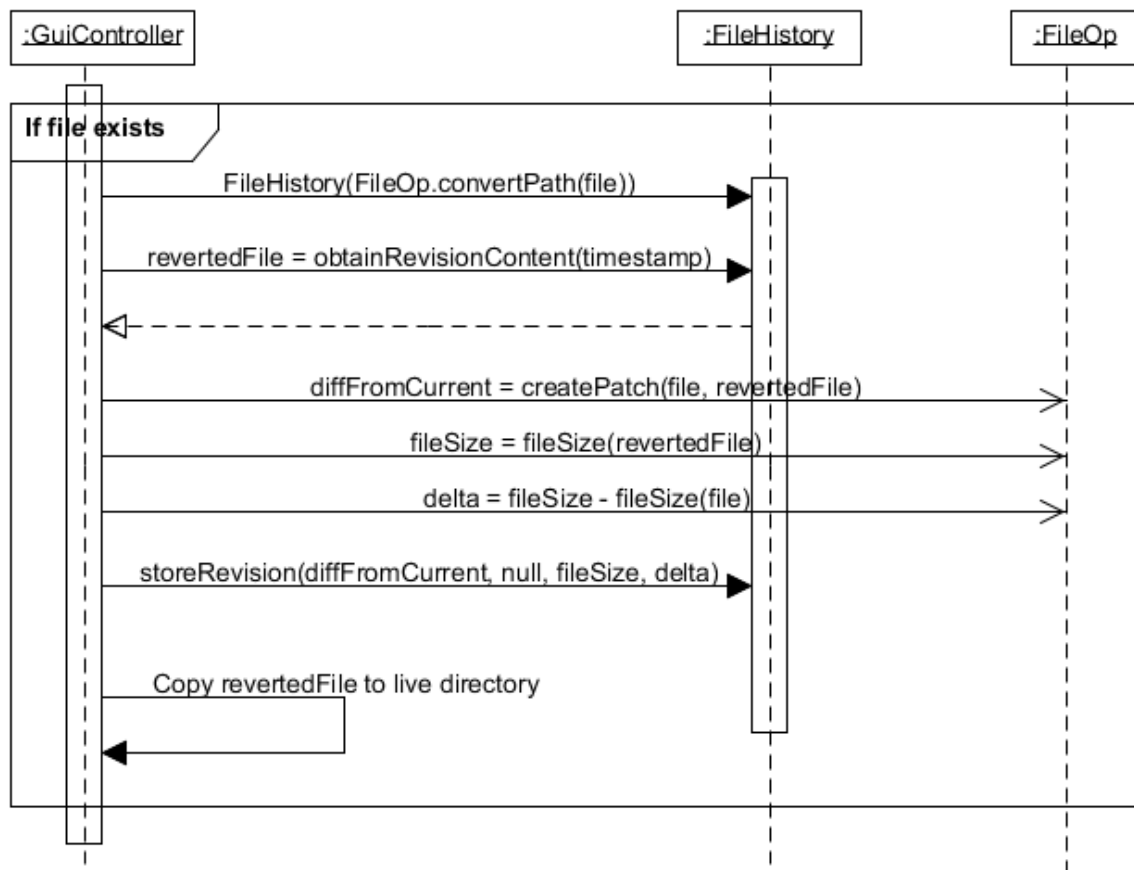 :GuiController
:FileHistory
:FileOp
If file exists
FileHistory(FileOp.convertPath(file))
revertedFile = obtainRevisionContent(timestamp)
diffFromCurrent = createPatch(file, revertedFile)
fileSize = fileSize(revertedFile)
delta = fileSize - fileSize(file)
storeRevision(diffFromCurrent, null, fileSize, delta)
Copy revertedFile to live directory